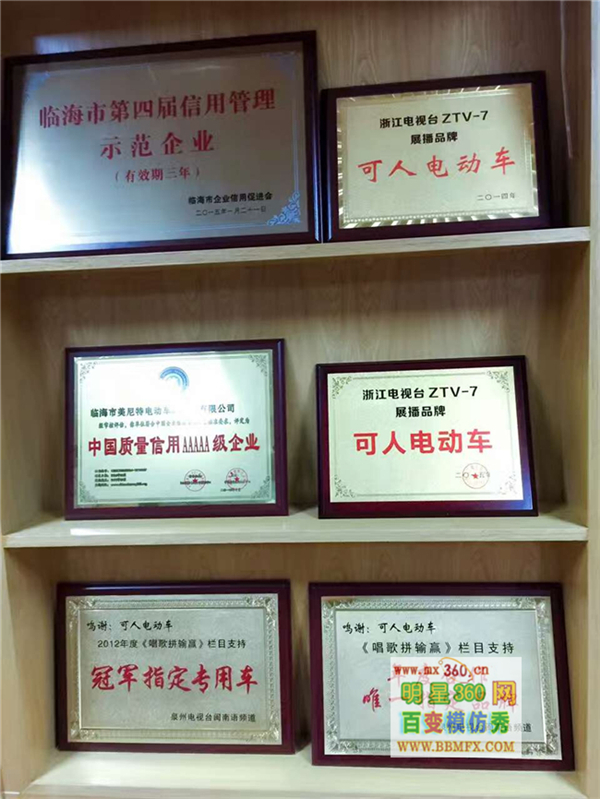 临海市第四届信用管理
示范企业
(有效期三年)
临海市企业信用促进会
二〇一五年一月二十一日
浙江电视台 ZTV-7
展播品牌
可人电动车
二〇一四年
临海市美尼特电动车 有限公司
中国质量信用AAAAA级企业
浙江电视台 ZTV-7
展播品牌
可人电动车
鸣谢：可人电动车
2012年度《唱歌拼输赢》栏目支持
冠军指定专用车
泉州电视台闽南语频道
鸣谢：可人电动车
《唱歌拼输赢》栏目支持
唯一
www.mx360.cn
明星360网
百变模仿秀
www.BBMFX.com